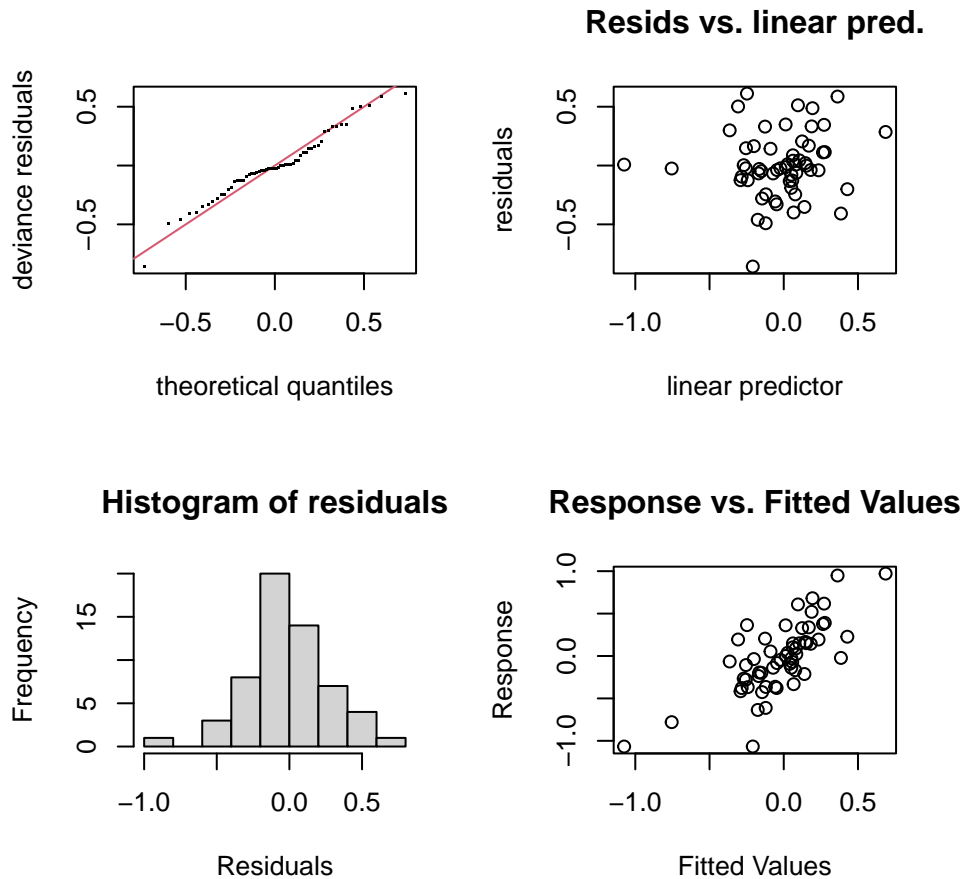 deviance residuals
0.5
−0.5
−0.5 0.0 0.5
theoretical quantiles
Resids vs. linear pred.
residuals
0.5
−0.5
−1.0 0.0 0.5
linear predictor
Histogram of residuals
Frequency
15
5
0
−1.0 0.0
Residuals
Response vs. Fitted Values
Response
1.0
0.0
−1.0
−1.0 0.0 0.5
Fitted Values